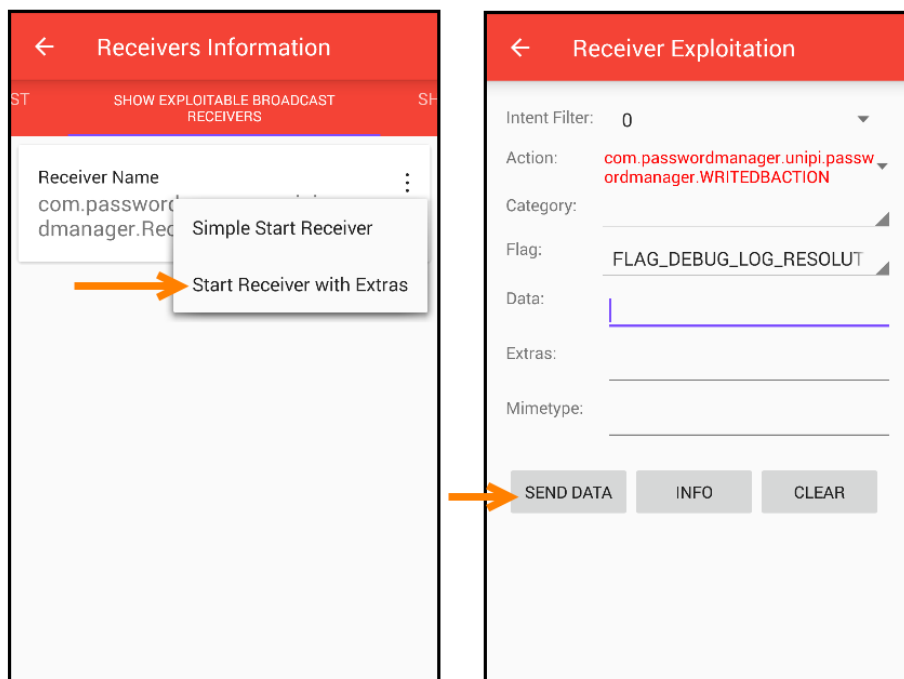 Receivers Information
ST
SHOW EXPLOITABLE BROADCAST
RECEIVERS
SH
Receiver Name
com.password
dmanager.Rec
Simple Start Receiver
Start Receiver with Extras
Receiver Exploitation
Intent Filter: 0
Action: com.passwordmanager.unipi.passw
ordmanager.WRITEDBACTION
Category:
Flag: FLAG_DEBUG_LOG_RESOLUT
Data:
Extras:
Mimetype:
SEND DATA INFO CLEAR